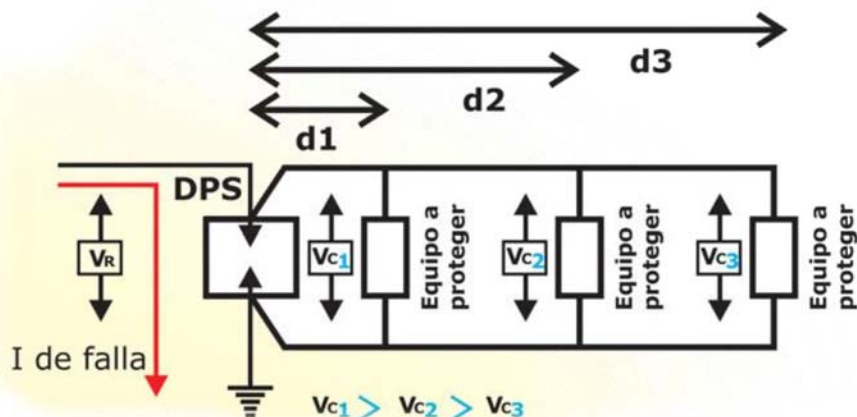 d3
d2
d1
DPS
VR
VC1
Equipo a
proteger
VC2
Equipo a
proteger
VC3
Equipo a
proteger
I de falla
VC1 > VC2 > VC3